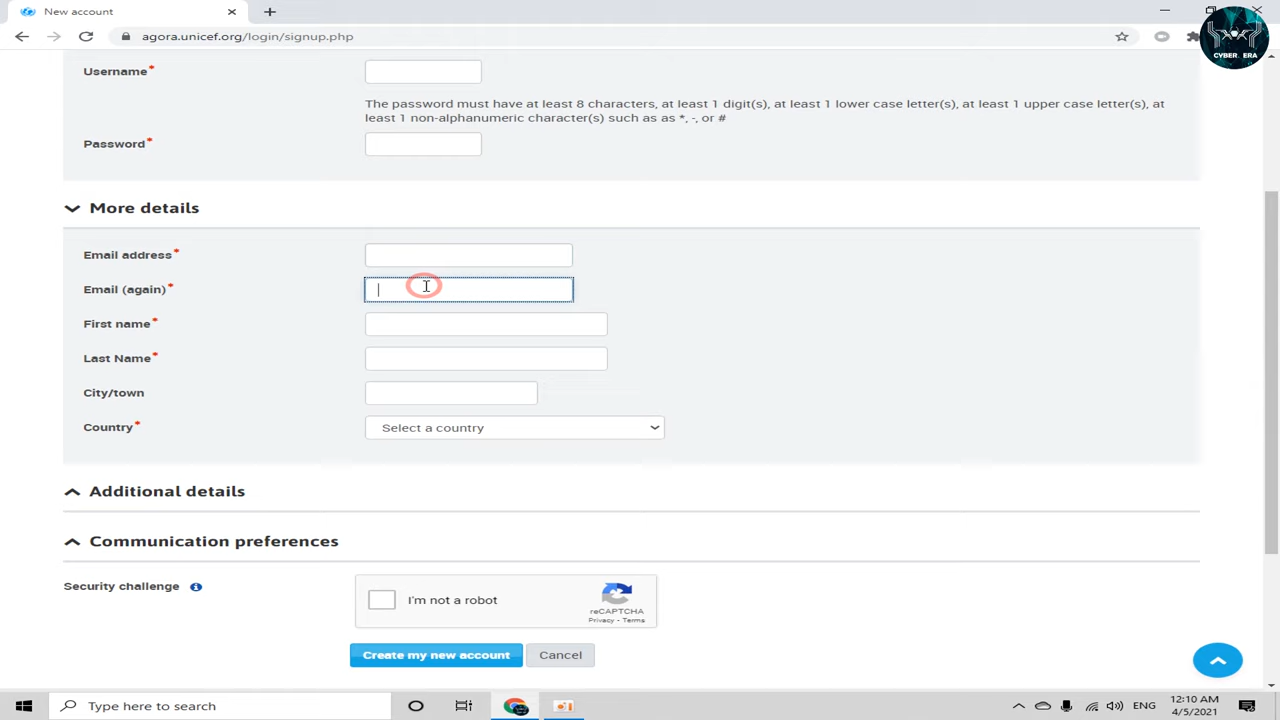 New account
agora.unicef.org/login/signup.php
CYBER ERA
Username*
The password must have at least 8 characters, at least 1 digit(s), at least 1 lower case letter(s), at least 1 upper case letter(s), at
least 1 non-alphanumeric character(s) such as as *, -, or #
Password*
More details
Email address*
Email (again)*
First name*
Last Name*
City/town
Country*
Select a country
Additional details
Communication preferences
Security challenge
I'm not a robot
reCAPTCHA
Privacy - Terms
Create my new account
Cancel
Type here to search
ENG
12:10 AM
4/5/2021